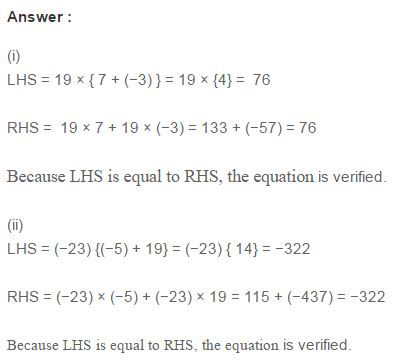 Answer :
(i)
LHS = 19 × { 7 + (−3) } = 19 × {4} =  76
RHS =  19 × 7 + 19 × (−3) = 133 + (−57) = 76
Because LHS is equal to RHS, the equation is verified.
(ii)
LHS = (−23) {(−5) + 19} = (−23) { 14} = −322
RHS = (−23) × (−5) + (−23) × 19 = 115 + (−437) = −322
Because LHS is equal to RHS, the equation is verified.